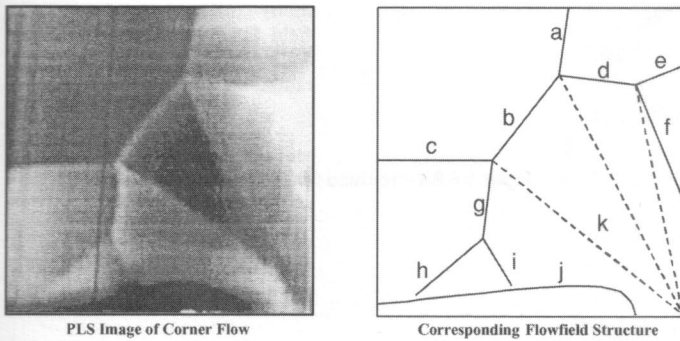 a
e
d
b
f
c
g
k
h
i
j
PLS Image of Corner Flow
Corresponding Flowfield Structure